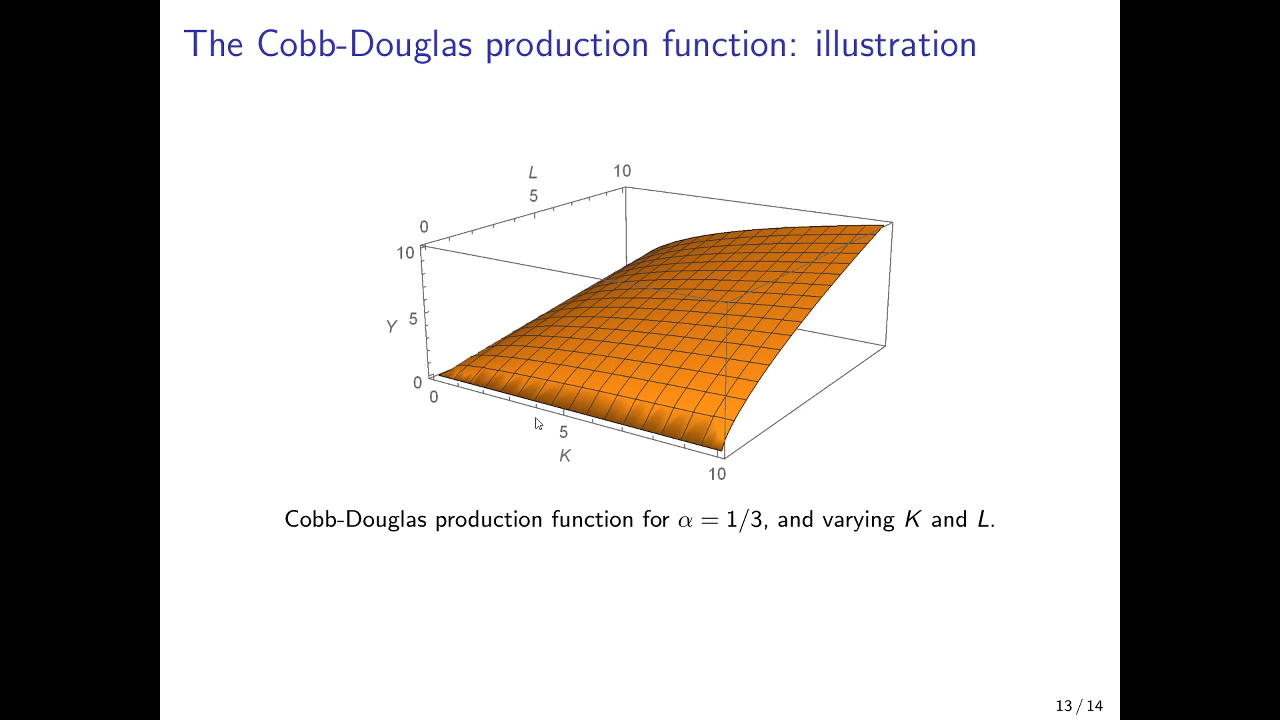 The Cobb-Douglas production function: illustration
L
10
5
0
10
Y
5
0
0
5
K
10
Cobb-Douglas production function for α = 1/3, and varying K and L.
13 / 14